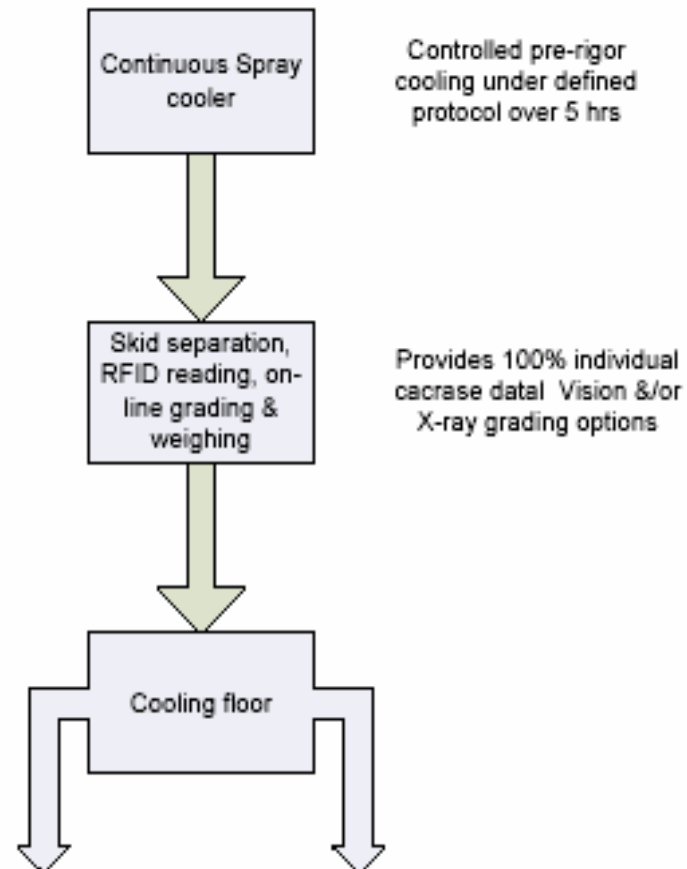 Continuous Spray
cooler
Controlled pre-rigor
cooling under defined
protocol over 5 hrs
Skid separation,
RFID reading, on-
line grading &
weighing
Provides 100% individual
cacrase datal Vision &/or
X-ray grading options
Cooling floor